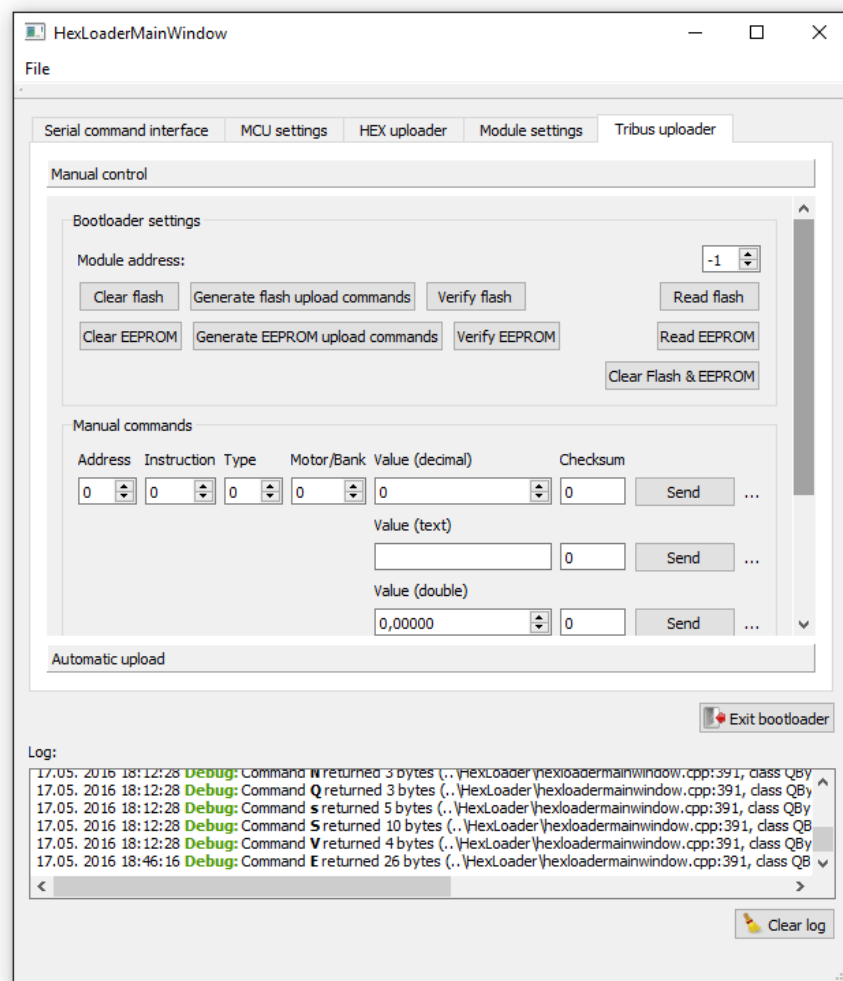 HexLoaderMainWindow
File
Serial command interface MCU settings HEX uploader Module settings Tribus uploader
Manual control
Bootloader settings
Module address: -1
Clear flash Generate flash upload commands Verify flash Read flash
Clear EEPROM Generate EEPROM upload commands Verify EEPROM Read EEPROM
Clear Flash & EEPROM
Manual commands
Address Instruction Type Motor/Bank Value (decimal) Checksum
0 0 0 0 0 0 Send ...
Value (text)
0 Send ...
Value (double)
0,00000 0 Send ...
Automatic upload
Exit bootloader
Log:
17.05. 2016 18:12:28 Debug: Command N returned 3 bytes (..\HexLoader\hexloadermainwindow.cpp:391, class QBy
17.05. 2016 18:12:28 Debug: Command Q returned 3 bytes (..\HexLoader\hexloadermainwindow.cpp:391, class QBy
17.05. 2016 18:12:28 Debug: Command s returned 5 bytes (..\HexLoader\hexloadermainwindow.cpp:391, class QBy
17.05. 2016 18:12:28 Debug: Command S returned 10 bytes (..\HexLoader\hexloadermainwindow.cpp:391, class QB
17.05. 2016 18:12:28 Debug: Command V returned 4 bytes (..\HexLoader\hexloadermainwindow.cpp:391, class QBy
17.05. 2016 18:46:16 Debug: Command E returned 26 bytes (..\HexLoader\hexloadermainwindow.cpp:391, class QB
Clear log